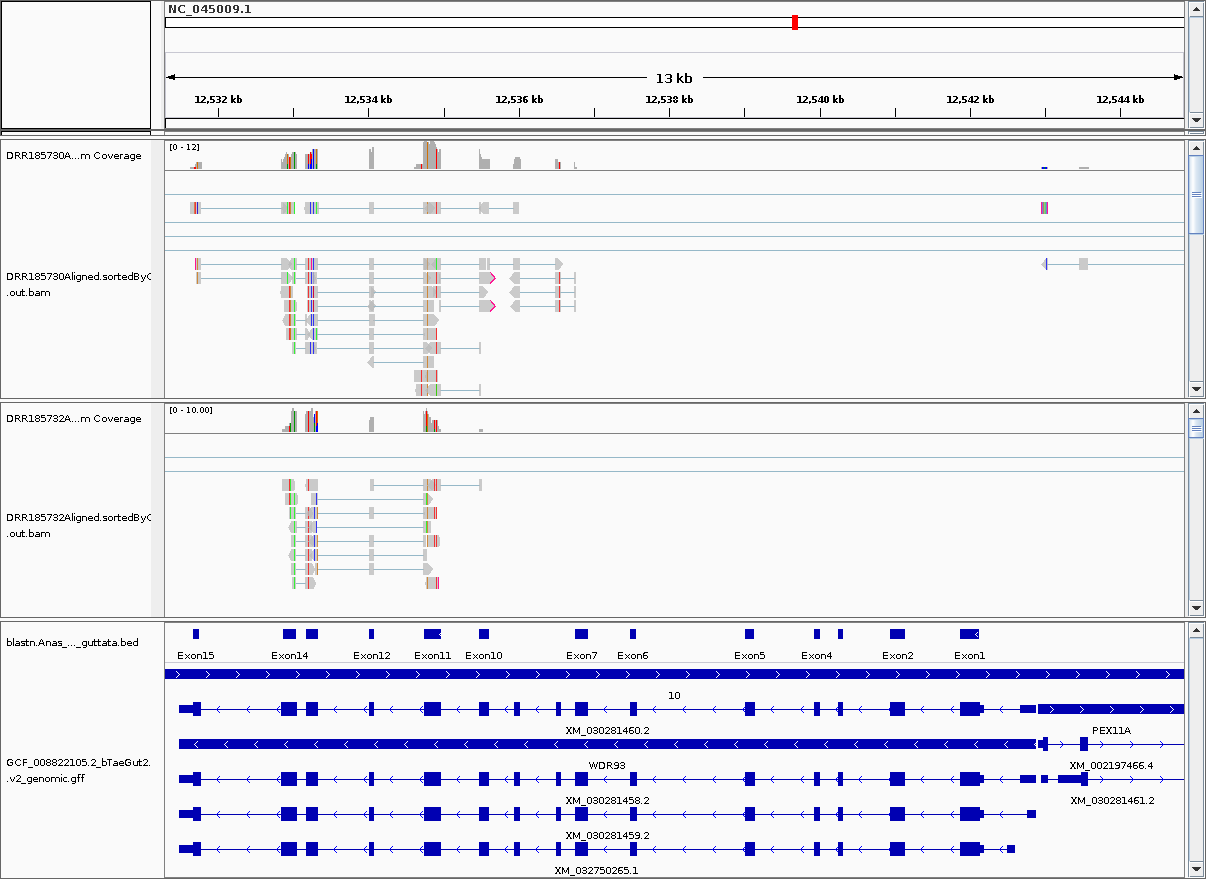 NC_045009.1
13 kb
12,532 kb 12,534 kb 12,536 kb 12,538 kb 12,540 kb 12,542 kb 12,544 kb
DRR185730A...m Coverage
[0 - 12]
DRR185730Aligned.sortedByC
.out.bam
DRR185732A...m Coverage
[0 - 10.00]
DRR185732Aligned.sortedByC
.out.bam
blastn.Anas_..._guttata.bed
Exon15 Exon14 Exon12 Exon11 Exon10 Exon7 Exon6 Exon5 Exon4 Exon2 Exon1
10
XM_030281460.2
PEX11A
GCF_008822105.2_bTaeGut2.
.v2_genomic.gff
WDR93
XM_002197466.4
XM_030281458.2
XM_030281461.2
XM_030281459.2
XM_032750265.1